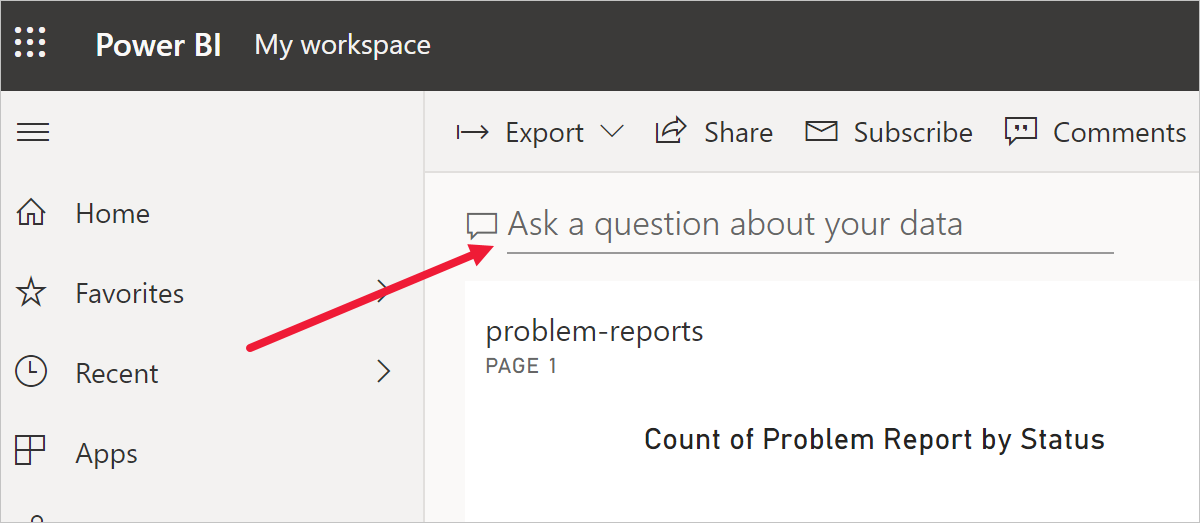 Power BI My workspace
Export Share Subscribe Comments
Home
Favorites
Recent
Apps
Ask a question about your data
problem-reports
PAGE 1
Count of Problem Report by Status